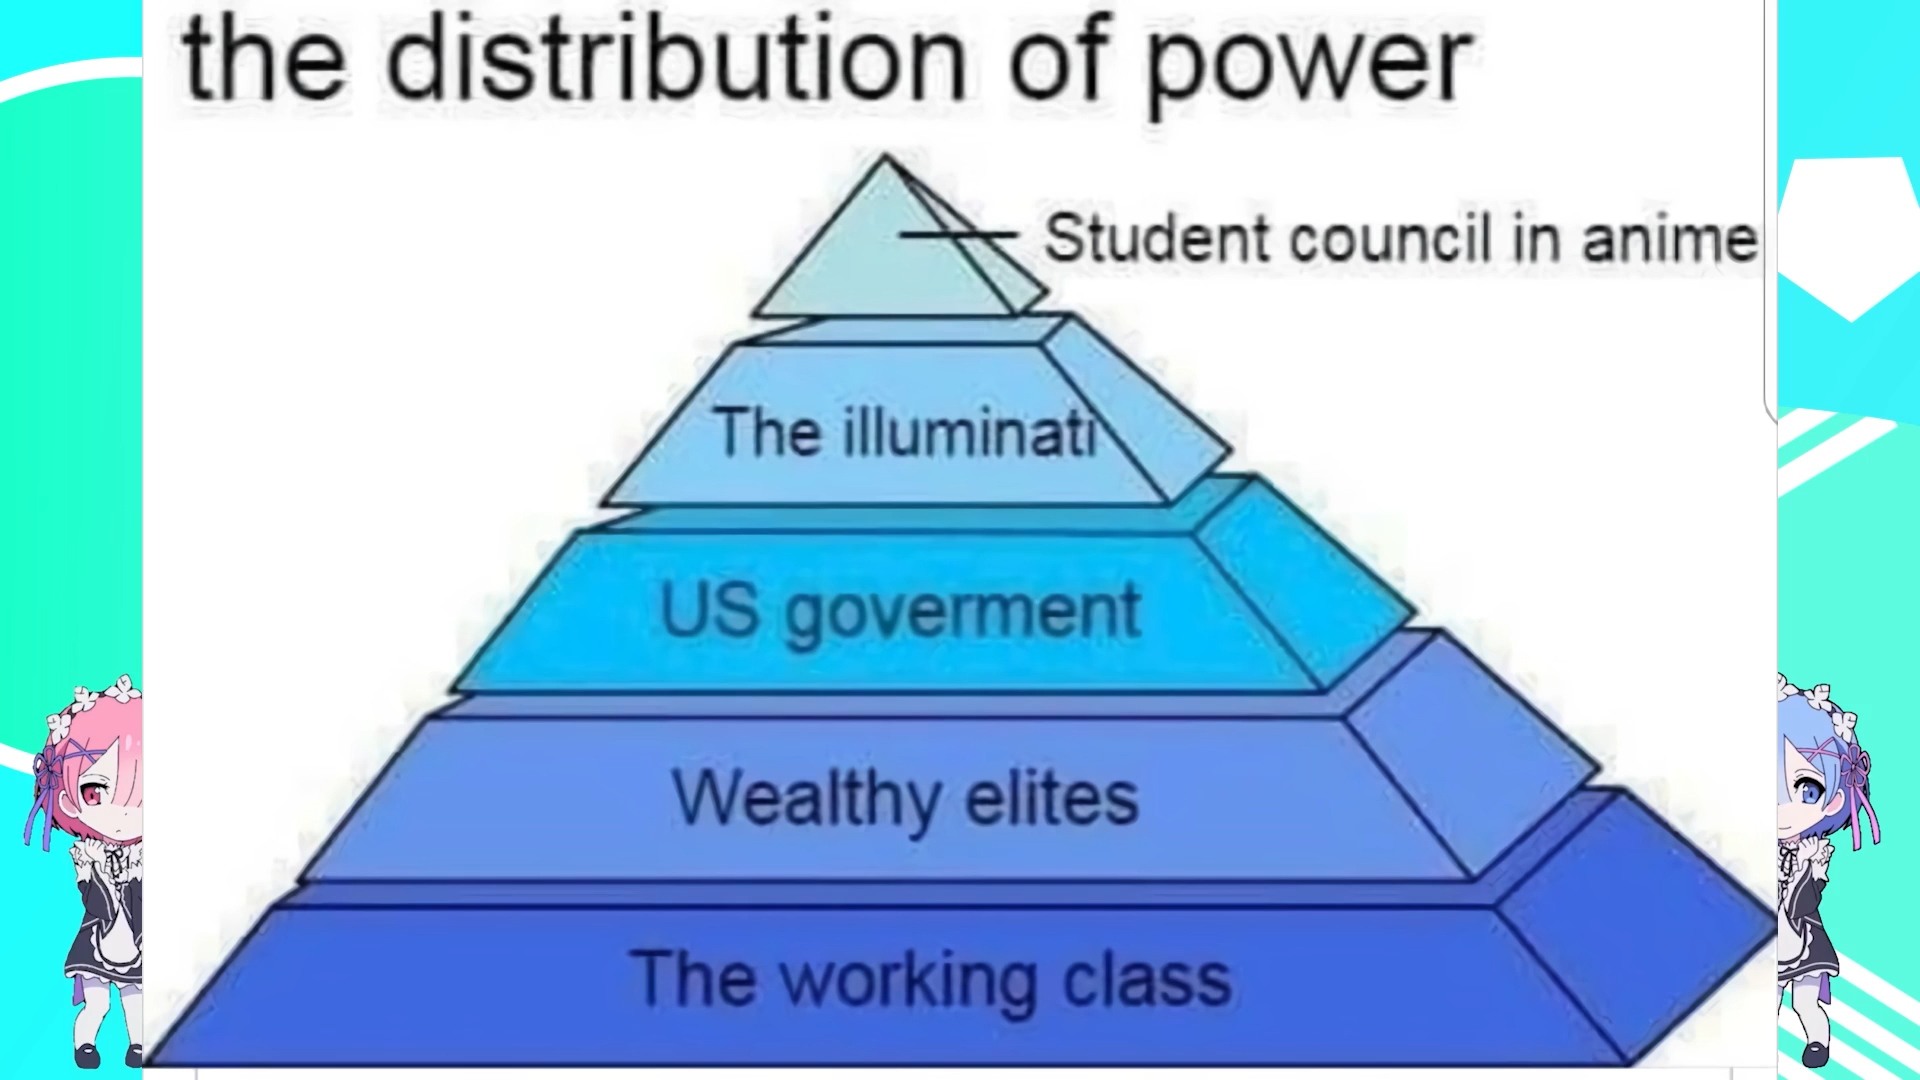 the distribution of power
Student council in anime
The illuminati
US goverment
Wealthy elites
The working class